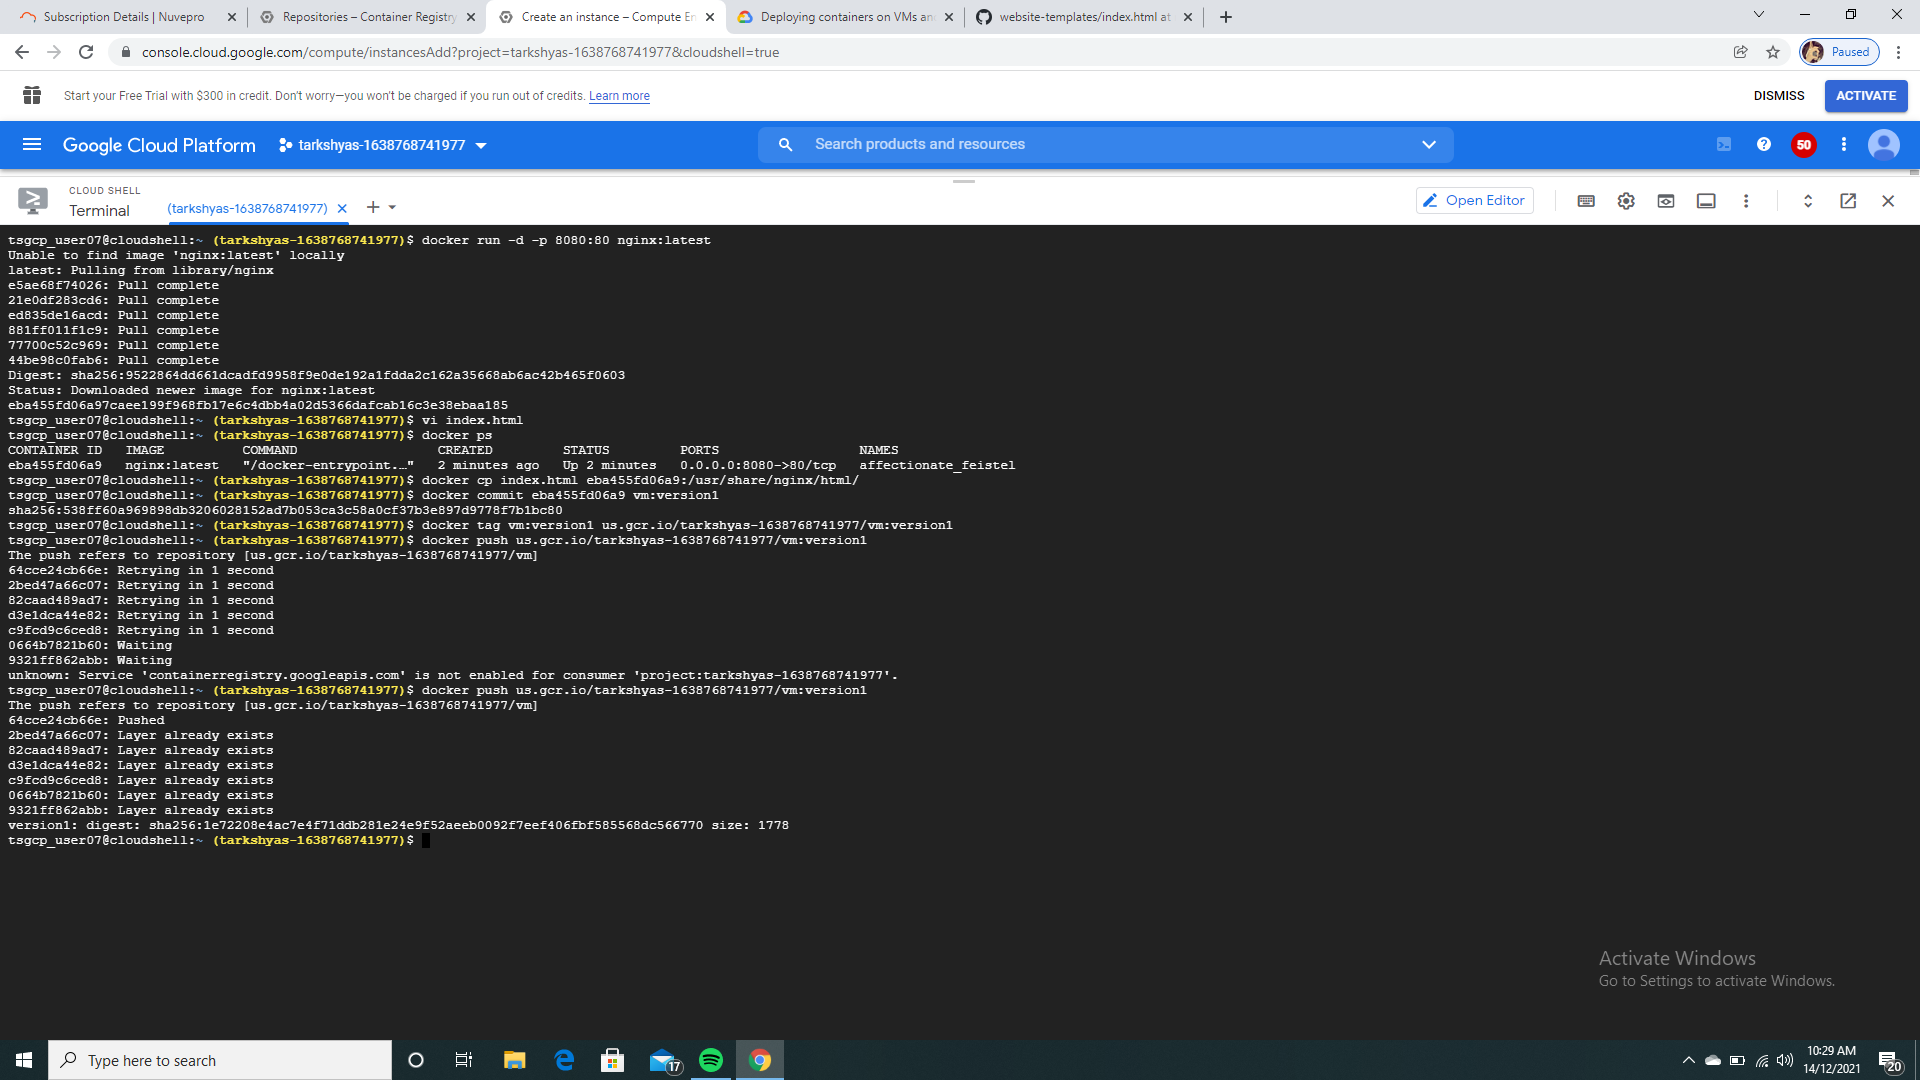 Subscription Details | Nuvepro
Repositories – Container Registry
Create an instance – Compute En
Deploying containers on VMs and
website-templates/index.html at
console.cloud.google.com/compute/instancesAdd?project=tarkshyas-1638768741977&cloudshell=true
Paused
Start your Free Trial with $300 in credit. Don't worry—you won't be charged if you run out of credits. Learn more
DISMISS
ACTIVATE
Google Cloud Platform
tarkshyas-1638768741977
Search products and resources
50
CLOUD SHELL
Terminal
(tarkshyas-1638768741977)
Open Editor
tsgcp_user07@cloudshell:~ (tarkshyas-1638768741977)$ docker run -d -p 8080:80 nginx:latest
Unable to find image 'nginx:latest' locally
latest: Pulling from library/nginx
e5ae68f74026: Pull complete
21e0df283cd6: Pull complete
ed835de16acd: Pull complete
881ff011f1c9: Pull complete
77700c52c969: Pull complete
44be98c0fab6: Pull complete
Digest: sha256:9522864dd661dcadfd9958f9e0de192a1fdda2c162a35668ab6ac42b465f0603
Status: Downloaded newer image for nginx:latest
eba455fd06a97caee199f968fb17e6c4dbb4a02d5366dafcab16c3e38ebaa185
tsgcp_user07@cloudshell:~ (tarkshyas-1638768741977)$ vi index.html
tsgcp_user07@cloudshell:~ (tarkshyas-1638768741977)$ docker ps
CONTAINER ID   IMAGE          COMMAND                  CREATED         STATUS         PORTS                  NAMES
eba455fd06a9   nginx:latest   "/docker-entrypoint.…"   2 minutes ago   Up 2 minutes   0.0.0.0:8080->80/tcp   affectionate_feistel
tsgcp_user07@cloudshell:~ (tarkshyas-1638768741977)$ docker cp index.html eba455fd06a9:/usr/share/nginx/html/
tsgcp_user07@cloudshell:~ (tarkshyas-1638768741977)$ docker commit eba455fd06a9 vm:version1
sha256:538ff60a969898db3206028152ad7b053ca3c58a0cf37b3e897d9778f7b1bc80
tsgcp_user07@cloudshell:~ (tarkshyas-1638768741977)$ docker tag vm:version1 us.gcr.io/tarkshyas-1638768741977/vm:version1
tsgcp_user07@cloudshell:~ (tarkshyas-1638768741977)$ docker push us.gcr.io/tarkshyas-1638768741977/vm:version1
The push refers to repository [us.gcr.io/tarkshyas-1638768741977/vm]
64cce24cb66e: Retrying in 1 second
2bed47a66c07: Retrying in 1 second
82caad489ad7: Retrying in 1 second
d3e1dca44e82: Retrying in 1 second
c9fcd9c6ced8: Retrying in 1 second
0664b7821b60: Waiting
9321ff862abb: Waiting
unknown: Service 'containerregistry.googleapis.com' is not enabled for consumer 'project:tarkshyas-1638768741977'.
tsgcp_user07@cloudshell:~ (tarkshyas-1638768741977)$ docker push us.gcr.io/tarkshyas-1638768741977/vm:version1
The push refers to repository [us.gcr.io/tarkshyas-1638768741977/vm]
64cce24cb66e: Pushed
2bed47a66c07: Layer already exists
82caad489ad7: Layer already exists
d3e1dca44e82: Layer already exists
c9fcd9c6ced8: Layer already exists
0664b7821b60: Layer already exists
9321ff862abb: Layer already exists
version1: digest: sha256:1e72208e4ac7e4f71ddb281e24e9f52aeeb0092f7eef406fbf585568dc566770 size: 1778
tsgcp_user07@cloudshell:~ (tarkshyas-1638768741977)$
Activate Windows
Go to Settings to activate Windows.
Type here to search
17
10:29 AM
14/12/2021
20